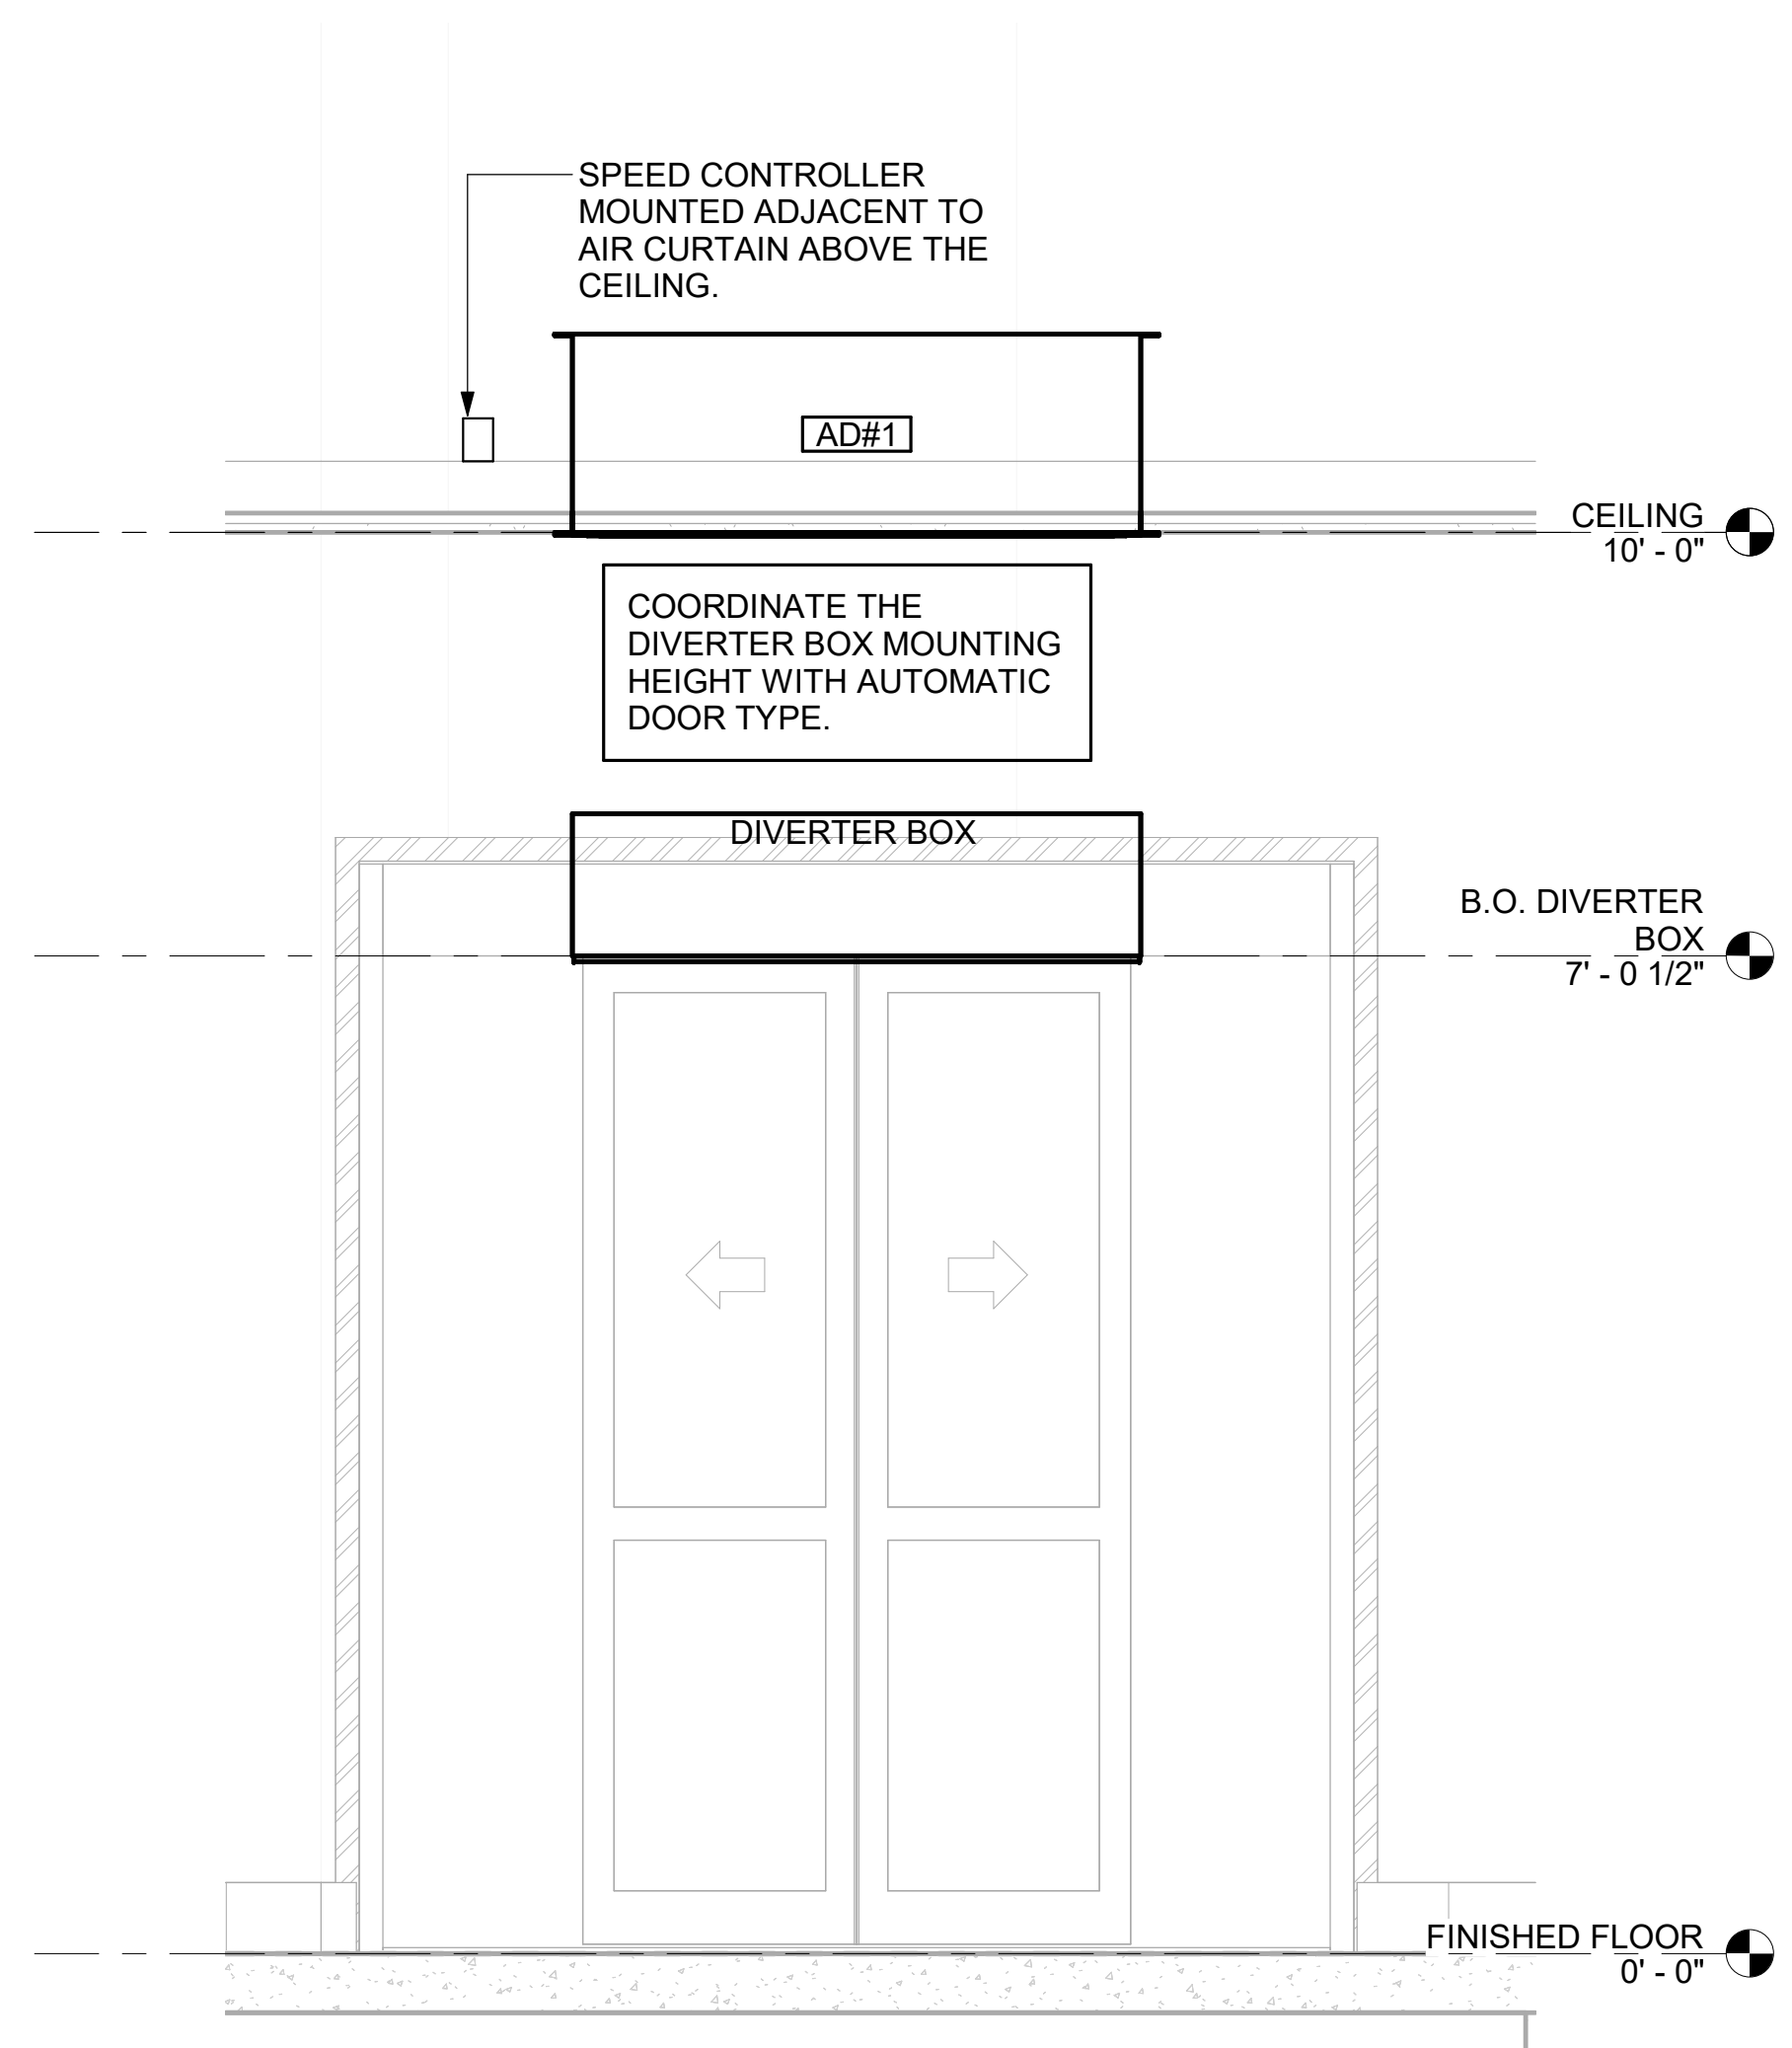 SPEED CONTROLLER
MOUNTED ADJACENT TO
AIR CURTAIN ABOVE THE
CEILING.
AD#1
CEILING
10' - 0"
COORDINATE THE
DIVERTER BOX MOUNTING
HEIGHT WITH AUTOMATIC
DOOR TYPE.
DIVERTER BOX
B.O. DIVERTER
BOX
7' - 0 1/2"
FINISHED FLOOR
0' - 0"